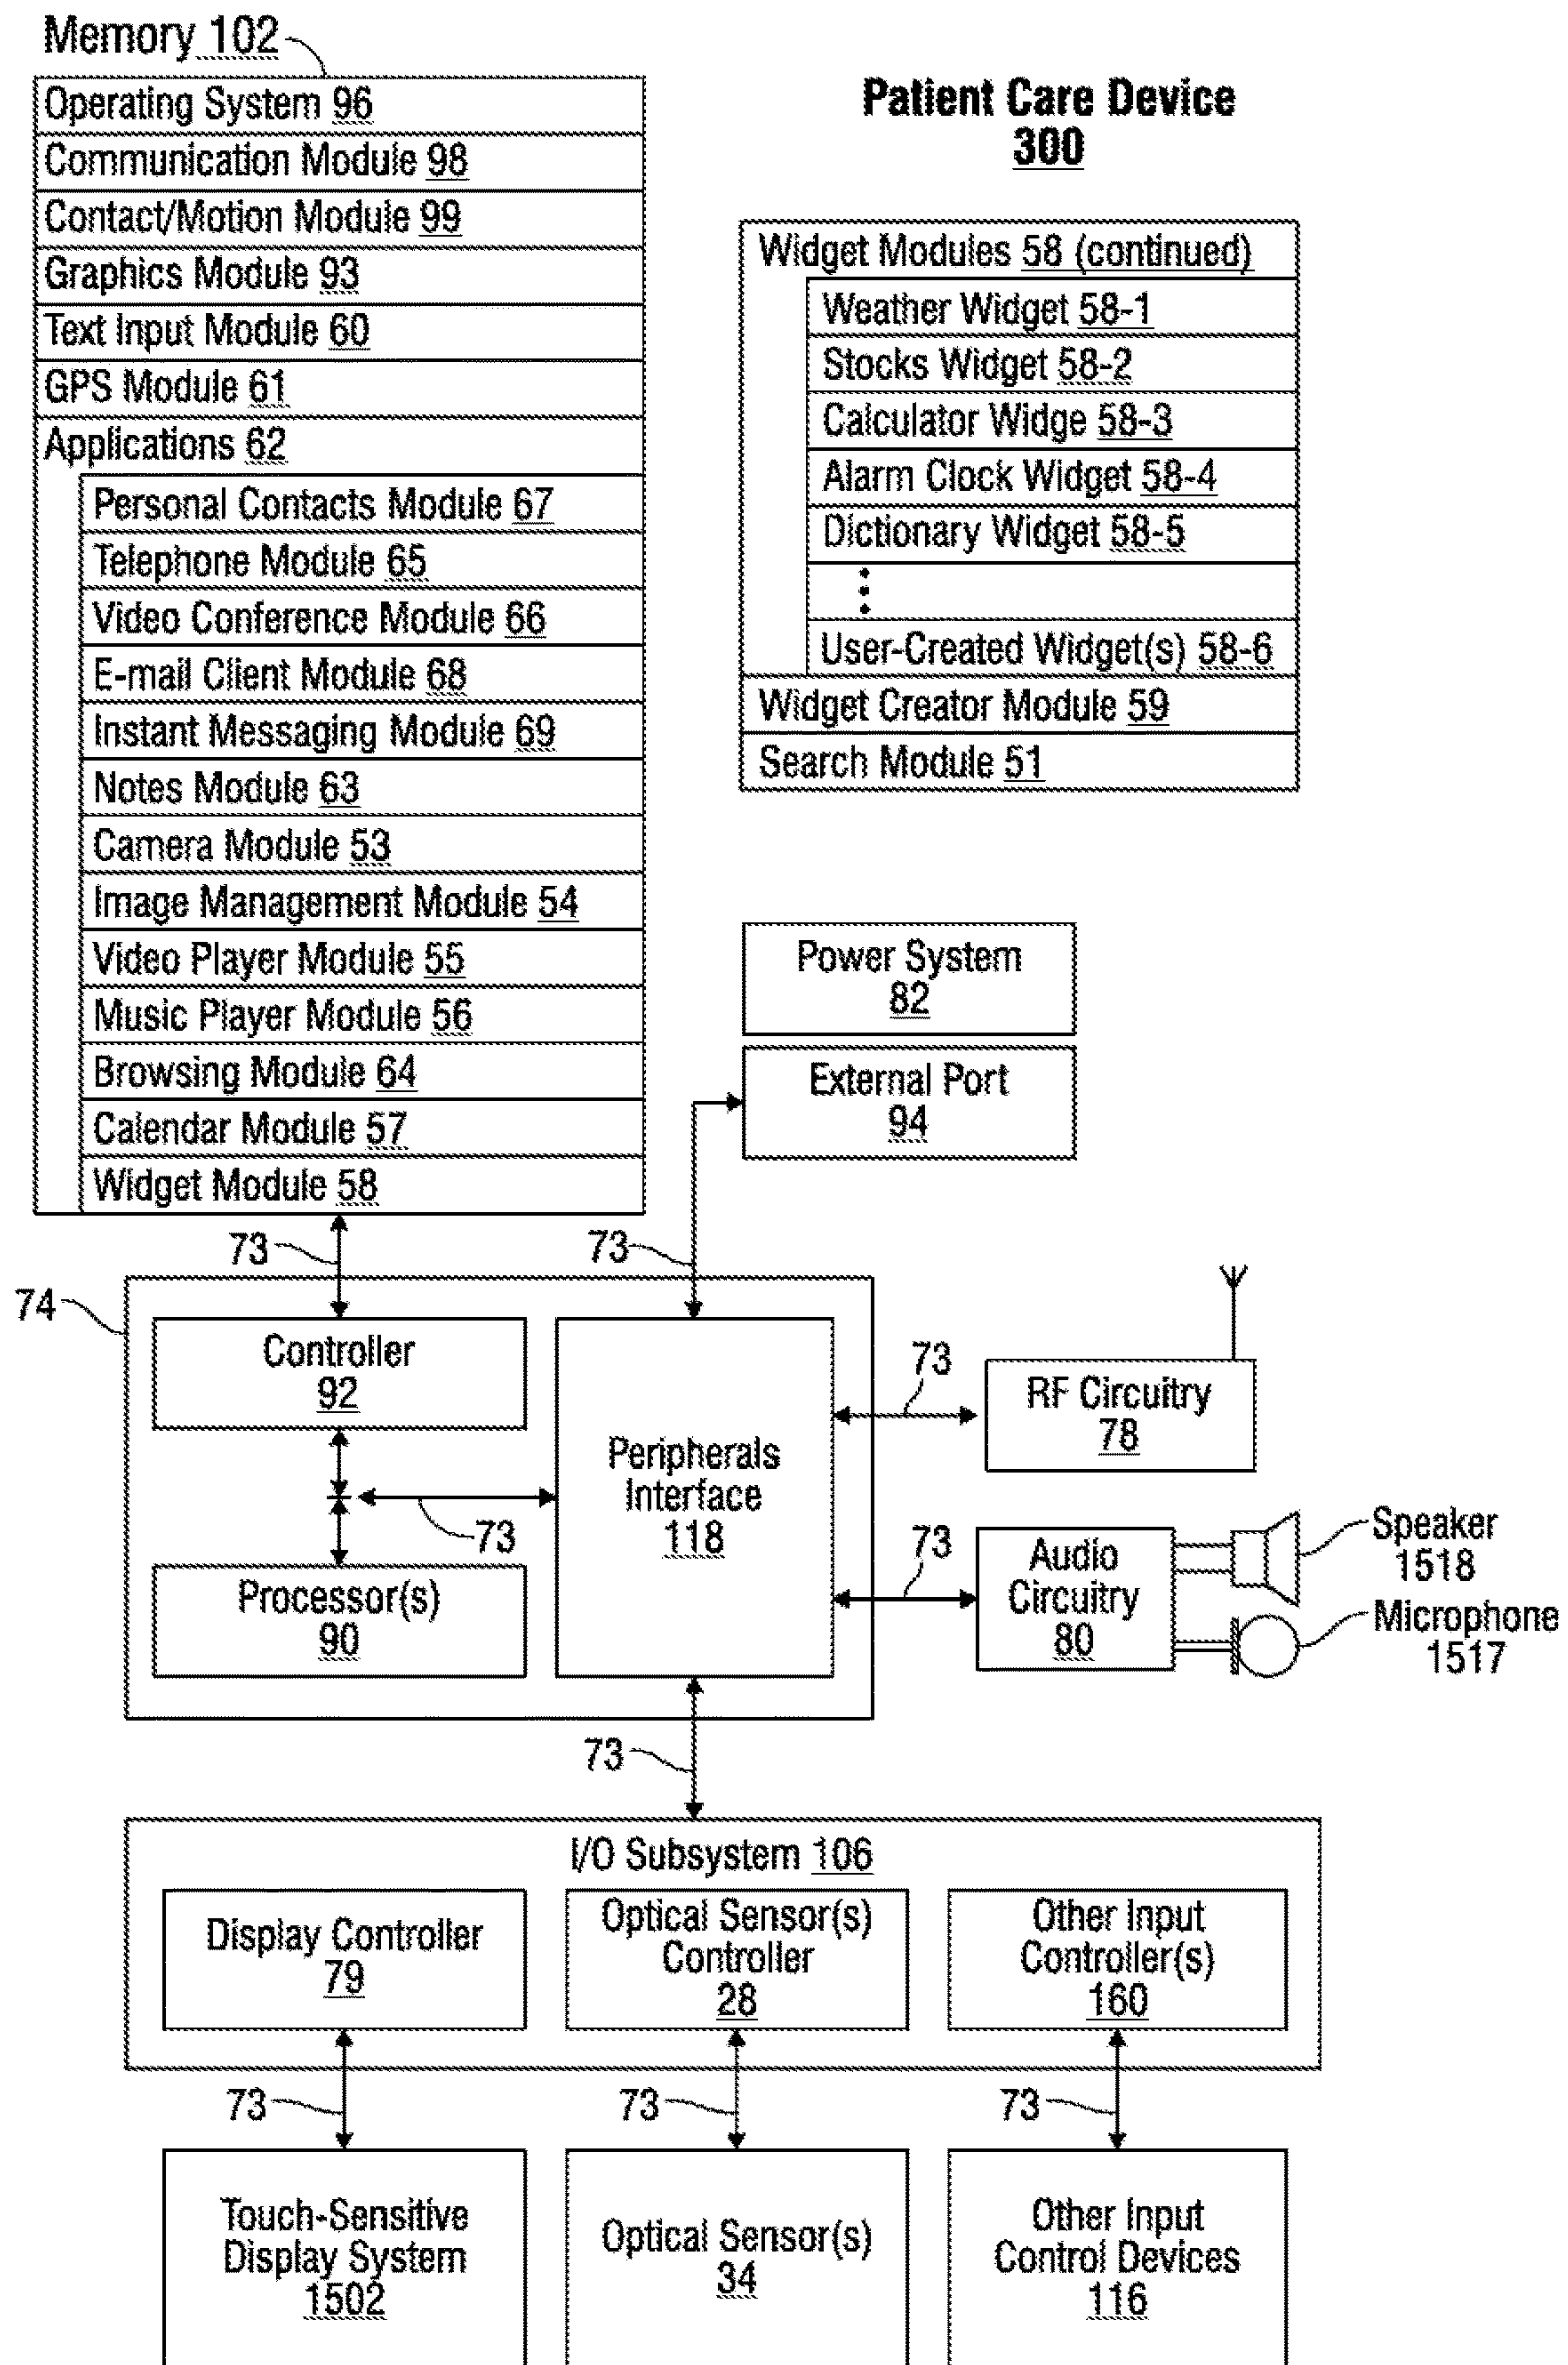 Memory 102
Operating System 96
Communication Module 98
Contact/Motion Module 99
Graphics Module 93
Text Input Module 60
GPS Module 61
Applications 62
Personal Contacts Module 67
Telephone Module 65
Video Conference Module 66
E-mail Client Module 68
Instant Messaging Module 69
Notes Module 63
Camera Module 53
Image Management Module 54
Video Player Module 55
Music Player Module 56
Browsing Module 64
Calendar Module 57
Widget Module 58
Patient Care Device
300
Widget Modules 58 (continued)
Weather Widget 58-1
Stocks Widget 58-2
Calculator Widge 58-3
Alarm Clock Widget 58-4
Dictionary Widget 58-5
User-Created Widget(s) 58-6
Widget Creator Module 59
Search Module 51
Power System
82
External Port
94
73
73
74
Controller
92
Peripherals
Interface
118
73
Processor(s)
90
73
RF Circuitry
78
73
Audio
Circuitry
80
Speaker
1518
Microphone
1517
73
I/O Subsystem 106
Display Controller
79
Optical Sensor(s)
Controller
28
Other Input
Controller(s)
160
73
73
73
Touch-Sensitive
Display System
1502
Optical Sensor(s)
34
Other Input
Control Devices
116